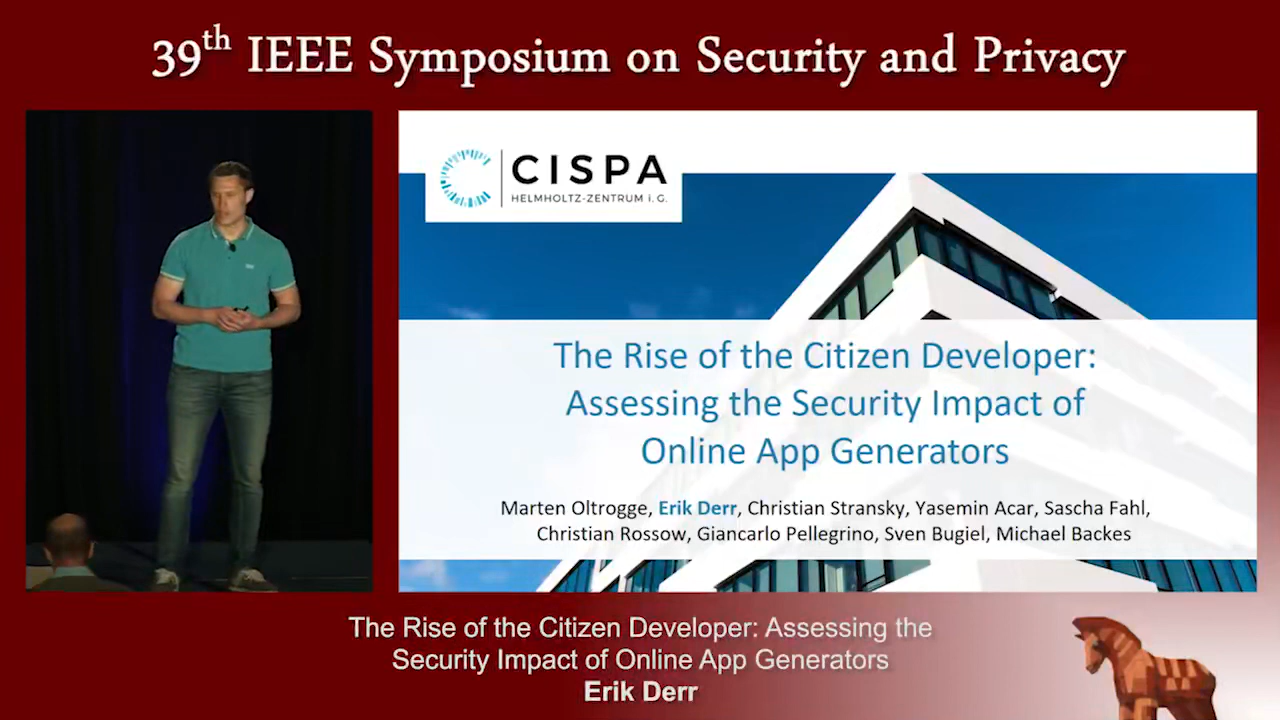 39th IEEE Symposium on Security and Privacy
CISPA
HELMHOLTZ-ZENTRUM i. G.
The Rise of the Citizen Developer:
Assessing the Security Impact of
Online App Generators
Marten Oltrogge, Erik Derr, Christian Stransky, Yasemin Acar, Sascha Fahl,
Christian Rossow, Giancarlo Pellegrino, Sven Bugiel, Michael Backes
The Rise of the Citizen Developer: Assessing the
Security Impact of Online App Generators
Erik Derr